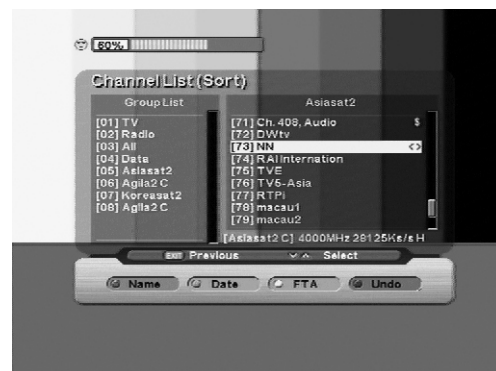 60%
Channel List (Sort)
Group List
[01] TV
[02] Radio
[03] All
[04] Data
[05] Asiasat2
[06] Agila2 C
[07] Koreasat2
[08] Agila2 C
Asiasat2
[71] Ch. 408, Audio $
[72] DWtv
[73] NN <>
[74] RAIInternation
[75] TVE
[76] TV5-Asia
[77] RTPi
[78] macau1
[79] macau2
[Asiasat2 C] 4000MHz 28125Ks/s H
EXIT Previous Select
Name Date FTA Undo